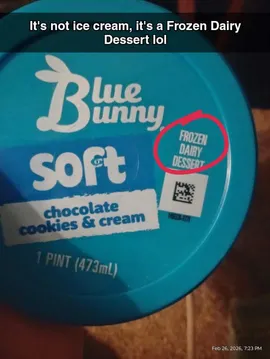 It's not ice cream, it's a Frozen Dairy
Dessert lol
Blue
Bunny
FROZEN
DAIRY
DESSERT
soft
chocolate
cookies & cream
1 PINT (473mL)
Feb 26, 2026, 7:23 PM